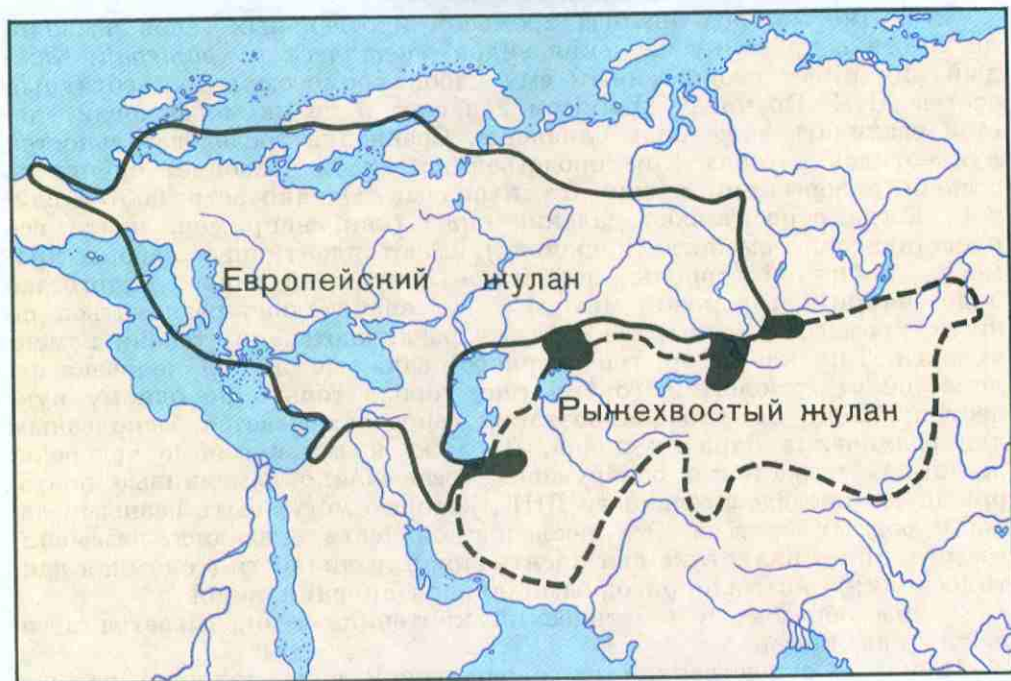 Европейский жулан
Рыжехвостый жулан